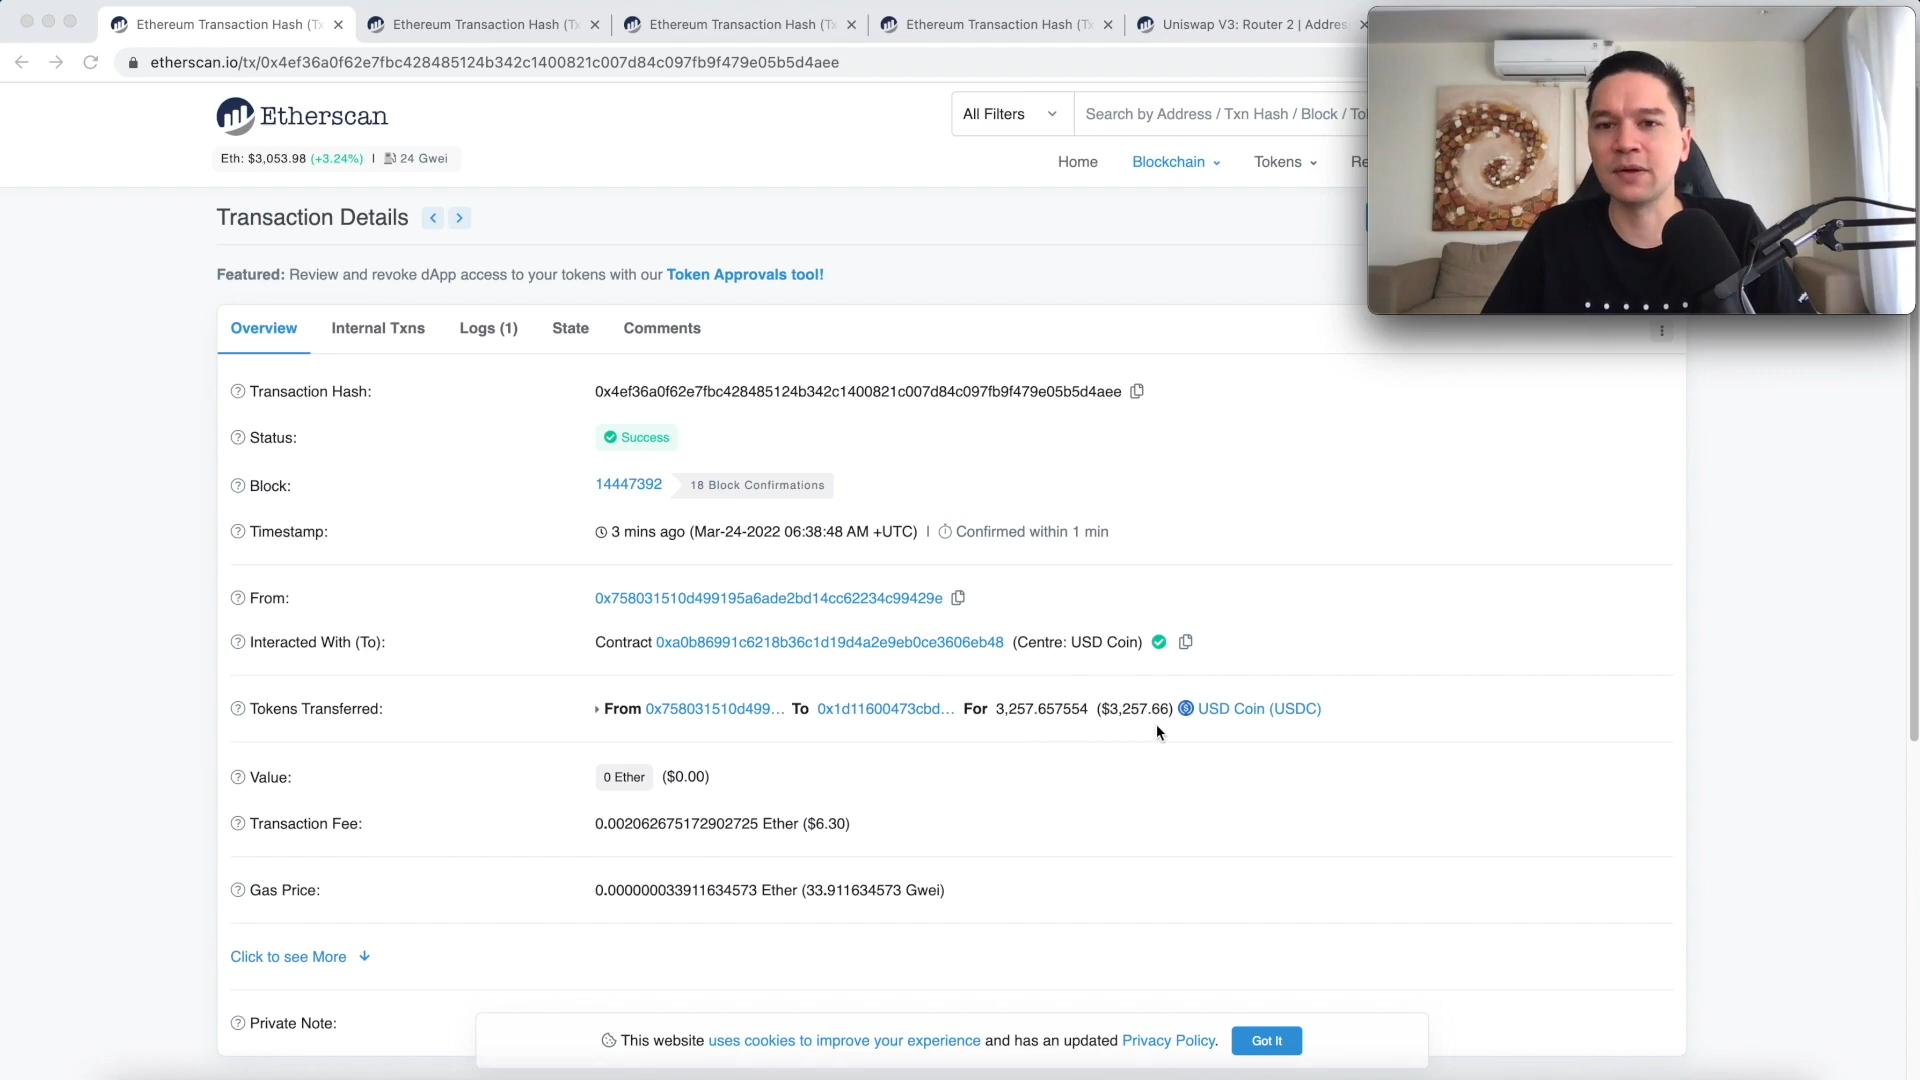 Ethereum Transaction Hash (Tx
Ethereum Transaction Hash (Tx
Ethereum Transaction Hash (Tx
Ethereum Transaction Hash (Tx
Uniswap V3: Router 2 | Addres
etherscan.io/tx/0x4ef36a0f62e7fbc428485124b342c1400821c007d84c097fb9f479e05b5d4aee
Etherscan
All Filters
Search by Address / Txn Hash / Block / To
Eth: $3,053.98 (+3.24%) | 24 Gwei
Home Blockchain Tokens Re
Transaction Details
Featured: Review and revoke dApp access to your tokens with our Token Approvals tool!
Overview Internal Txns Logs (1) State Comments
Transaction Hash: 0x4ef36a0f62e7fbc428485124b342c1400821c007d84c097fb9f479e05b5d4aee
Status: Success
Block: 14447392 18 Block Confirmations
Timestamp: 3 mins ago (Mar-24-2022 06:38:48 AM +UTC) | Confirmed within 1 min
From: 0x758031510d499195a6ade2bd14cc62234c99429e
Interacted With (To): Contract 0xa0b86991c6218b36c1d19d4a2e9eb0ce3606eb48 (Centre: USD Coin)
Tokens Transferred: From 0x758031510d499... To 0x1d11600473cbd... For 3,257.657554 ($3,257.66) USD Coin (USDC)
Value: 0 Ether ($0.00)
Transaction Fee: 0.002062675172902725 Ether ($6.30)
Gas Price: 0.000000033911634573 Ether (33.911634573 Gwei)
Click to see More
Private Note:
This website uses cookies to improve your experience and has an updated Privacy Policy. Got It